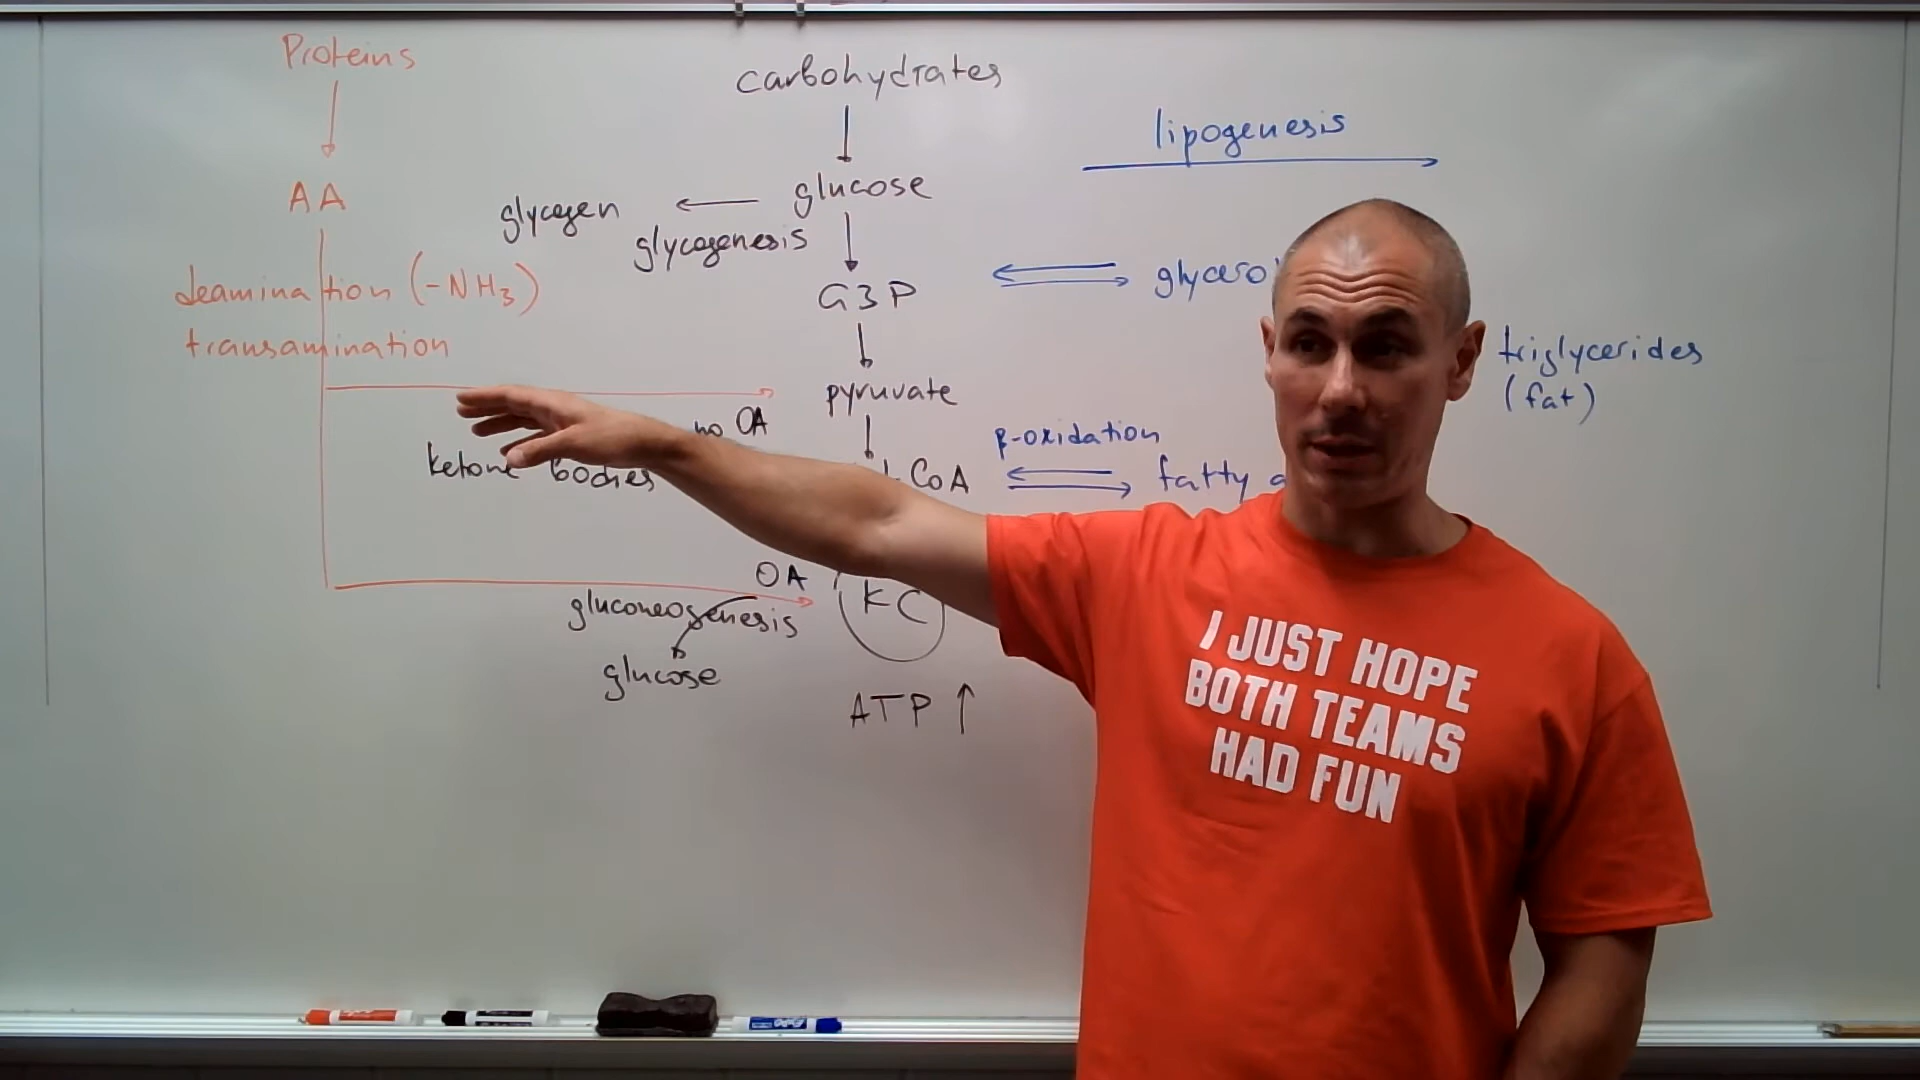 Proteins
AA
deamination (-NH3)
transamination
carbohydrates
glucose
glycogen
glycogenesis
G3P
pyruvate
no OA
ketone bodies
CoA
OA
KC
gluconeogenesis
glucose
ATP ↑
lipogenesis
triglycerides
(fat)
β-oxidation
fatty
I JUST HOPE
BOTH TEAMS
HAD FUN